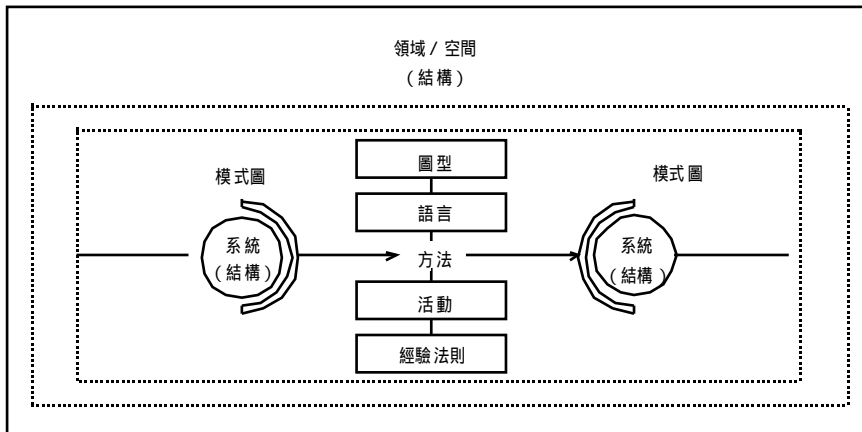 領域 / 空間
(結構)
圖型
模式圖
模式圖
語言
系統
(結構)
方法
系統
(結構)
活動
經驗法則